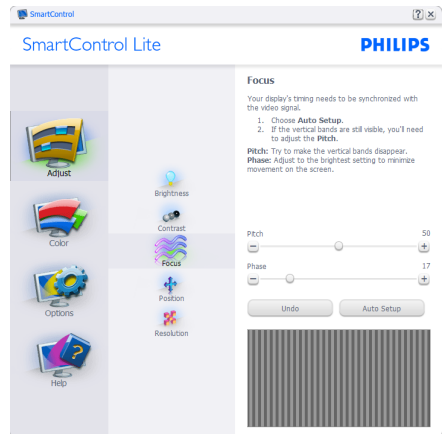 SmartControl
SmartControl Lite
PHILIPS
Adjust
Color
Options
Help
Brightness
Contrast
Focus
Position
Resolution
Focus
Your display's timing needs to be synchronized with
the video signal.
1. Choose Auto Setup.
2. If the vertical bands are still visible, you'll need
to adjust the Pitch.
Pitch: Try to make the vertical bands disappear.
Phase: Adjust to the brightest setting to minimize
movement on the screen.
Pitch 50
Phase 17
Undo Auto Setup